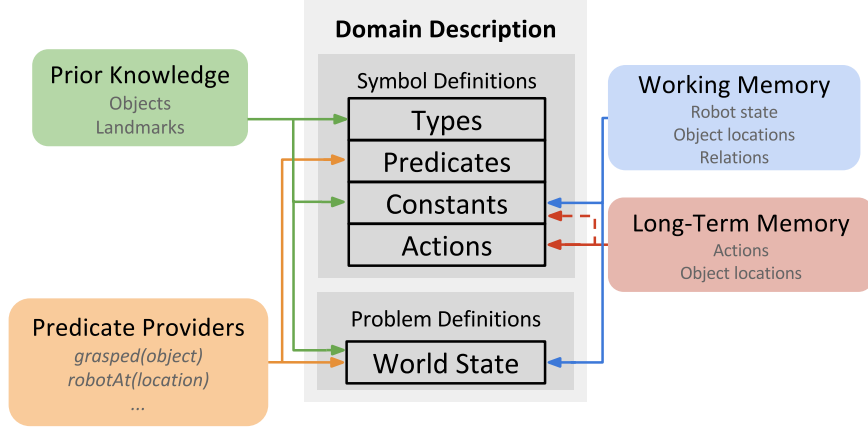 Domain Description
Symbol Definitions
Types
Predicates
Constants
Actions
Problem Definitions
World State
Prior Knowledge
Objects
Landmarks
Predicate Providers
grasped(object)
robotAt(location)
...
Working Memory
Robot state
Object locations
Relations
Long-Term Memory
Actions
Object locations